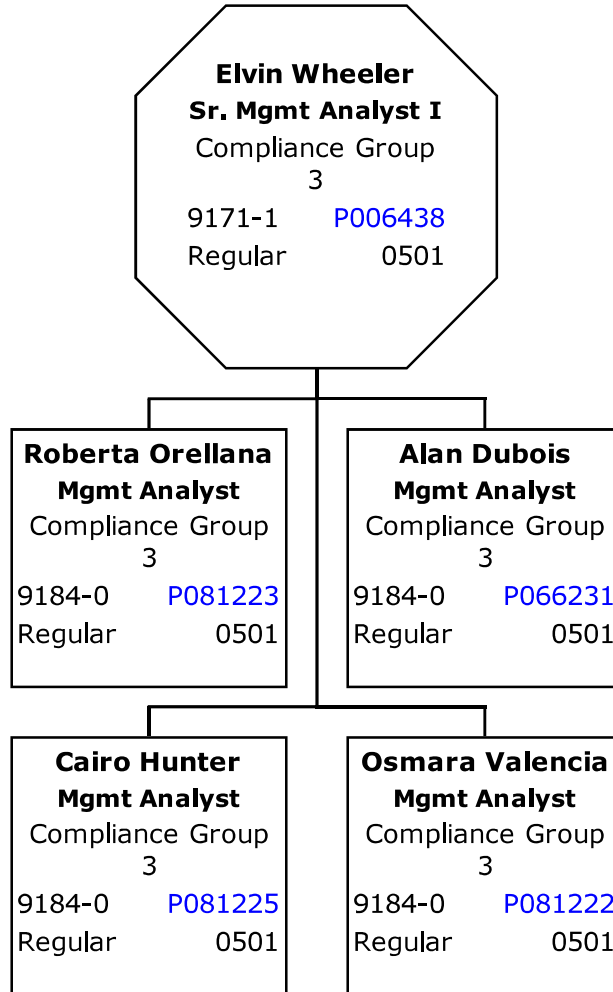 Elvin Wheeler
Sr. Mgmt Analyst I
Compliance Group
3
9171-1 P006438
Regular 0501
Roberta Orellana
Mgmt Analyst
Compliance Group
3
9184-0 P081223
Regular 0501
Alan Dubois
Mgmt Analyst
Compliance Group
3
9184-0 P066231
Regular 0501
Cairo Hunter
Mgmt Analyst
Compliance Group
3
9184-0 P081225
Regular 0501
Osmara Valencia
Mgmt Analyst
Compliance Group
3
9184-0 P081222
Regular 0501